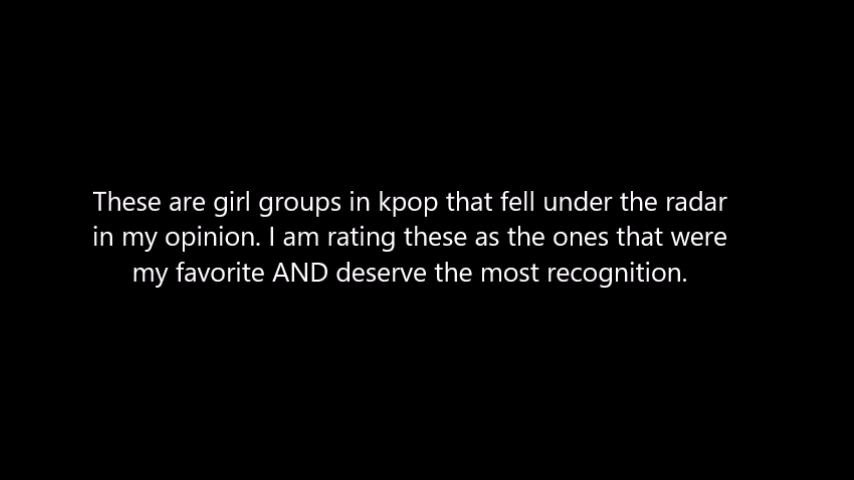 These are girl groups in kpop that fell under the radar
in my opinion. I am rating these as the ones that were
my favorite AND deserve the most recognition.